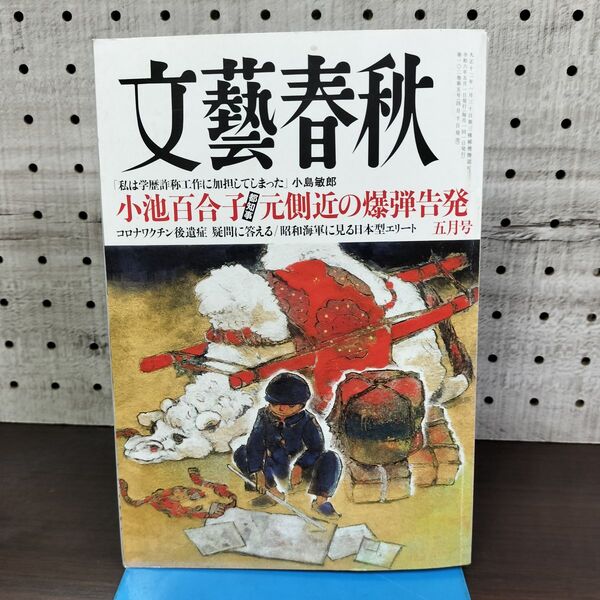 文藝春秋
「私は学歴詐称工作に加担してしまった」小島敏郎
小池百合子都知事元側近の爆弾告発
コロナワクチン後遺症 疑問に答える/昭和海軍に見る日本型エリート
五月号